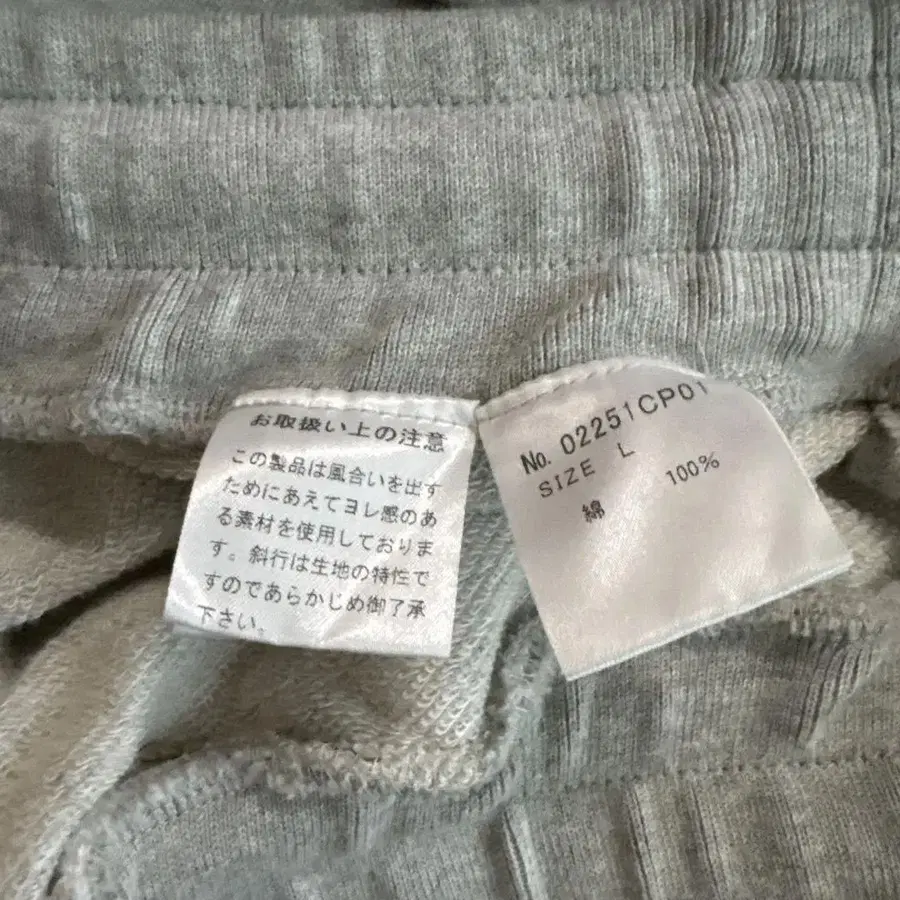 お取扱い上の注意
この製品は風合いを出す
ためにあえてヨレ感のあ
る素材を使用しておりま
す。斜行は生地の特性で
すのであらかじめ御了承
下さい。
No. 02251CP01
SIZE L
綿 100%